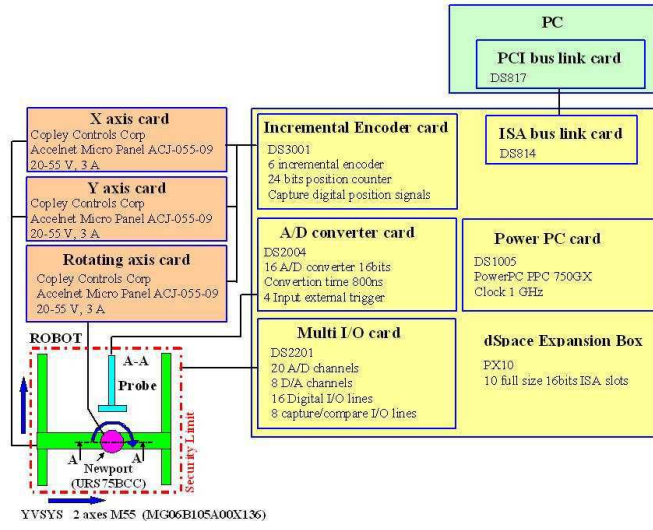 PC
PCI bus link card
DS817
X axis card
Copley Controls Corp
Accelnet Micro Panel ACJ-055-09
20-55 V, 3 A
Y axis card
Copley Controls Corp
Accelnet Micro Panel ACJ-055-09
20-55 V, 3 A
Rotating axis card
Copley Controls Corp
Accelnet Micro Panel ACJ-055-09
20-55 V, 3 A
Incremental Encoder card
DS3001
6 incremental encoder
24 bits position counter
Capture digital position signals
ISA bus link card
DS814
A/D converter card
DS2004
16 A/D converter 16bits
Convertion time 800ns
4 Input external trigger
Power PC card
DS1005
PowerPC PPC 750GX
Clock 1 GHz
Multi I/O card
DS2201
20 A/D channels
8 D/A channels
16 Digital I/O lines
8 capture/compare I/O lines
dSpace Expansion Box
PX10
10 full size 16bits ISA slots
ROBOT
A-A
Probe
A
A
Newport
(URS75BCC)
Security Limit
YVSYS 2 axes M55 (MG06B105A00X136)